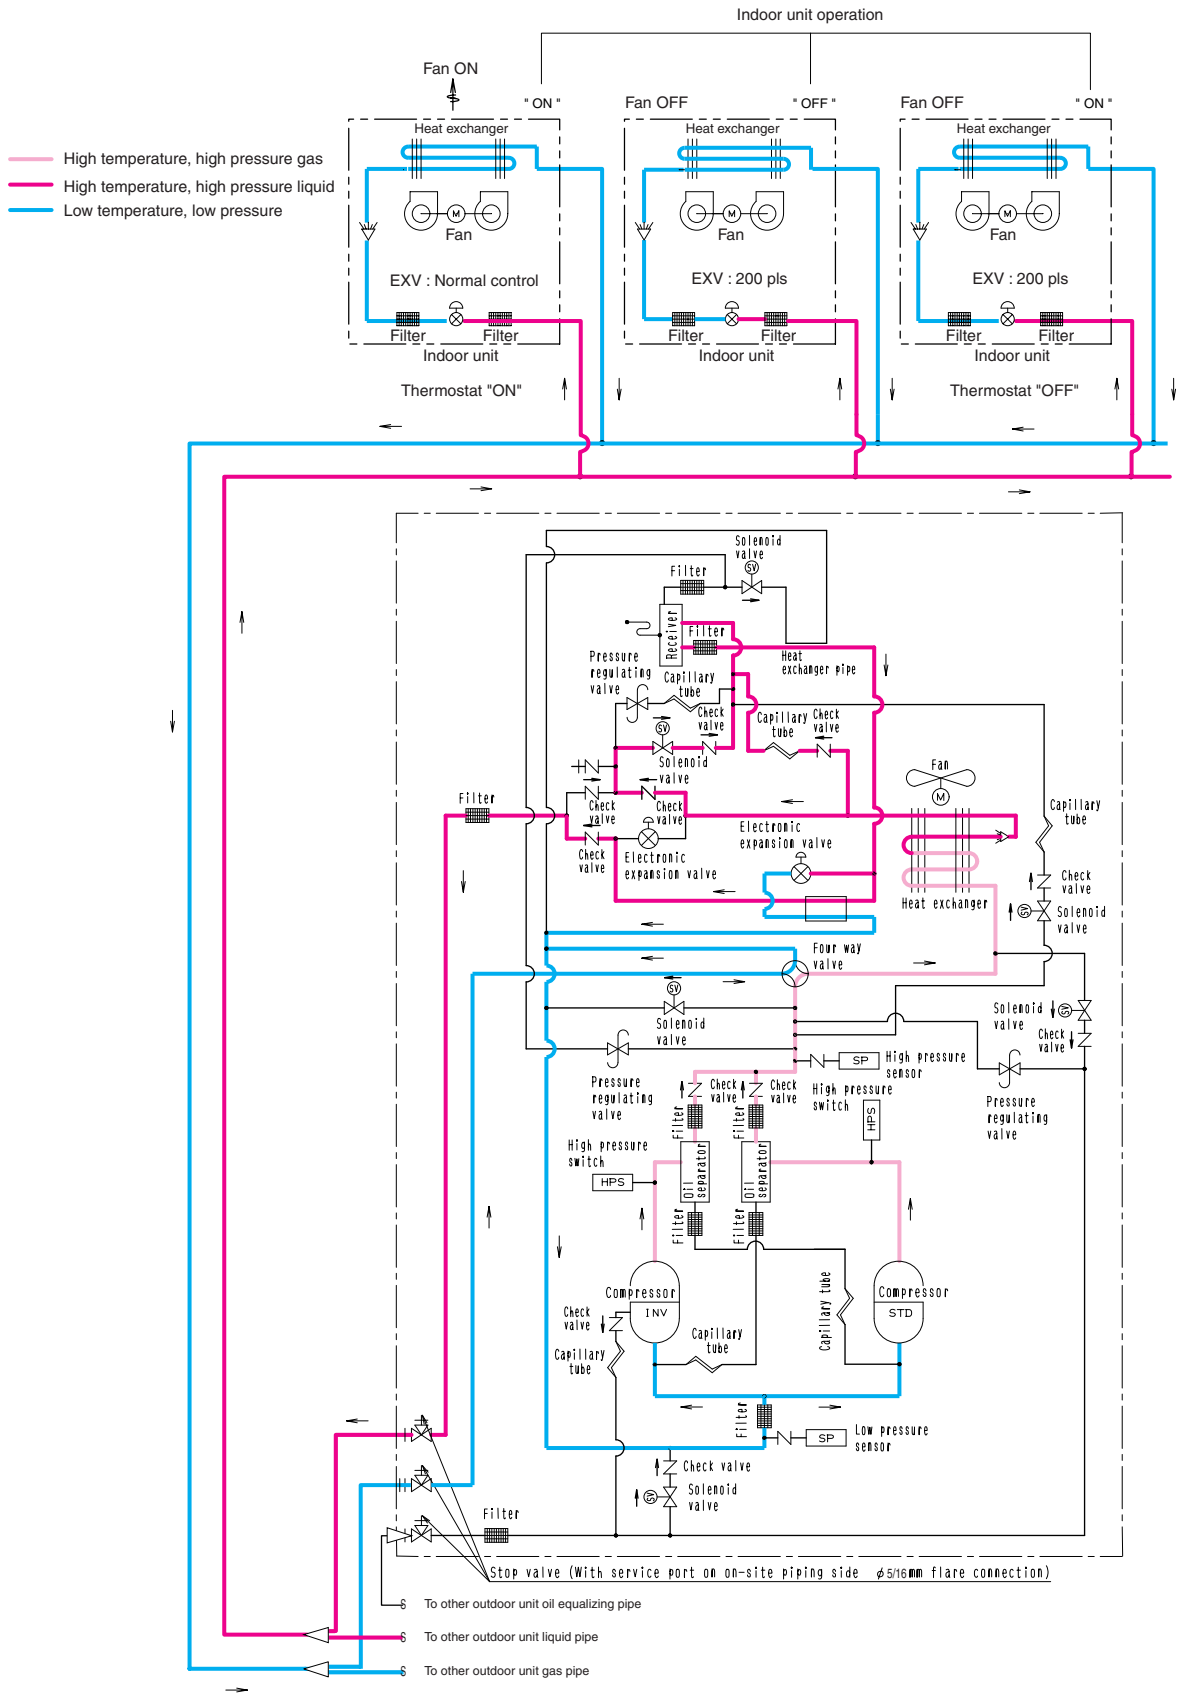 Indoor unit operation
Fan ON
" ON "
Fan OFF
" OFF "
Fan OFF
" ON "
Heat exchanger
Heat exchanger
Heat exchanger
High temperature, high pressure gas
High temperature, high pressure liquid
Low temperature, low pressure
M
M
M
Fan
Fan
Fan
EXV : Normal control
EXV : 200 pls
EXV : 200 pls
Filter
Filter
Filter
Filter
Filter
Filter
Indoor unit
Indoor unit
Indoor unit
Thermostat "ON"
Thermostat "OFF"
Solenoid
valve
SV
Filter
Receiver
Filter
Heat
exchanger pipe
Pressure
regulating
valve
Capillary
tube
Check
valve
SV
Solenoid
valve
Capillary
tube
Check
valve
Fan
M
Filter
Check
valve
Check
valve
Check
valve
Electronic
expansion valve
Electronic
expansion valve
Capillary
tube
Check
valve
SV
Solenoid
valve
Heat exchanger
Four way
valve
SV
Solenoid
valve
Solenoid
valve
SV
Check
valve
Pressure
regulating
valve
Check
valve
Check
valve
SP
High pressure
sensor
High pressure
switch
HPS
Pressure
regulating
valve
Filter
Filter
High pressure
switch
HPS
Oil
separator
Oil
separator
Filter
Filter
Compressor
INV
Compressor
STD
Check
valve
Capillary
tube
Capillary
tube
Capillary tube
Filter
SP
Low pressure
sensor
Check valve
SV
Solenoid
valve
Filter
Stop valve (With service port on on-site piping side φ5/16mm flare connection)
To other outdoor unit oil equalizing pipe
To other outdoor unit liquid pipe
To other outdoor unit gas pipe